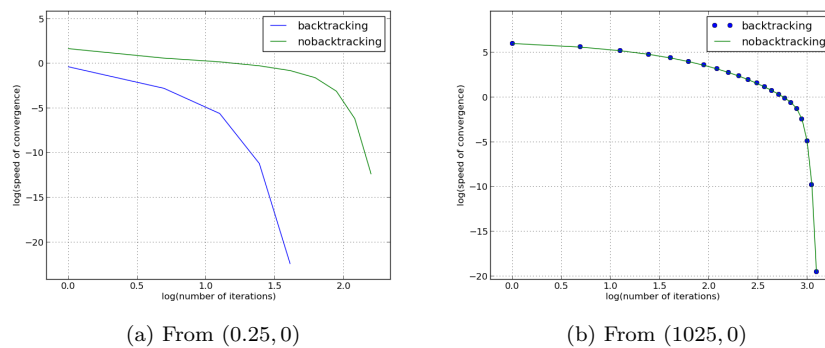 5
0
−5
−10
−15
−20
0.0
0.5
1.0
1.5
2.0
log(number of iterations)
log(speed of convergence)
backtracking
nobacktracking
(a) From (0.25, 0)
5
0
−5
−10
−15
−20
0.0
0.5
1.0
1.5
2.0
2.5
3.0
log(number of iterations)
log(speed of convergence)
backtracking
nobacktracking
(b) From (1025, 0)